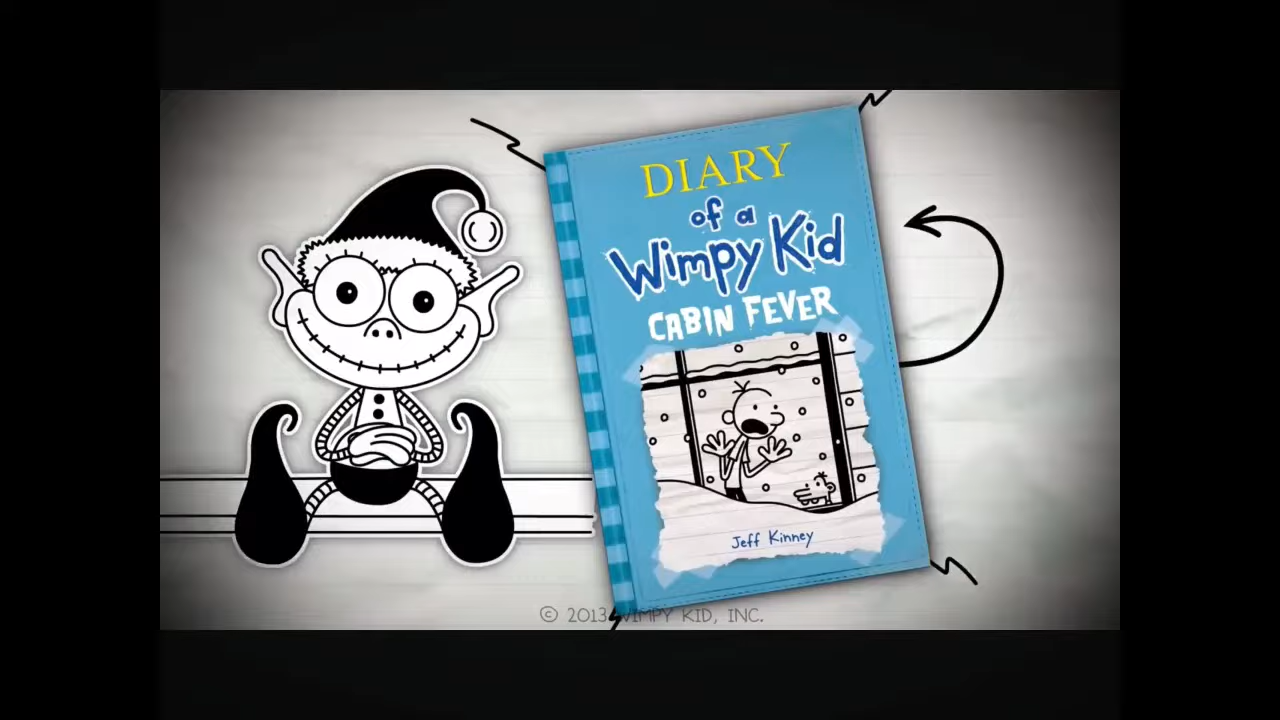 DIARY
of a
Wimpy Kid
CABIN FEVER
Jeff Kinney
© 2013 WIMPY KID, INC.